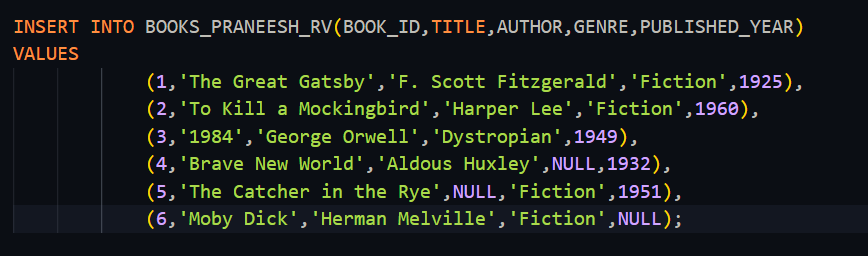 INSERT INTO BOOKS_PRANEESH_RV(BOOK_ID,TITLE,AUTHOR,GENRE,PUBLISHED_YEAR)
VALUES
(1,'The Great Gatsby','F. Scott Fitzgerald','Fiction',1925),
(2,'To Kill a Mockingbird','Harper Lee','Fiction',1960),
(3,'1984','George Orwell','Dystropian',1949),
(4,'Brave New World','Aldous Huxley',NULL,1932),
(5,'The Catcher in the Rye',NULL,'Fiction',1951),
(6,'Moby Dick','Herman Melville','Fiction',NULL);